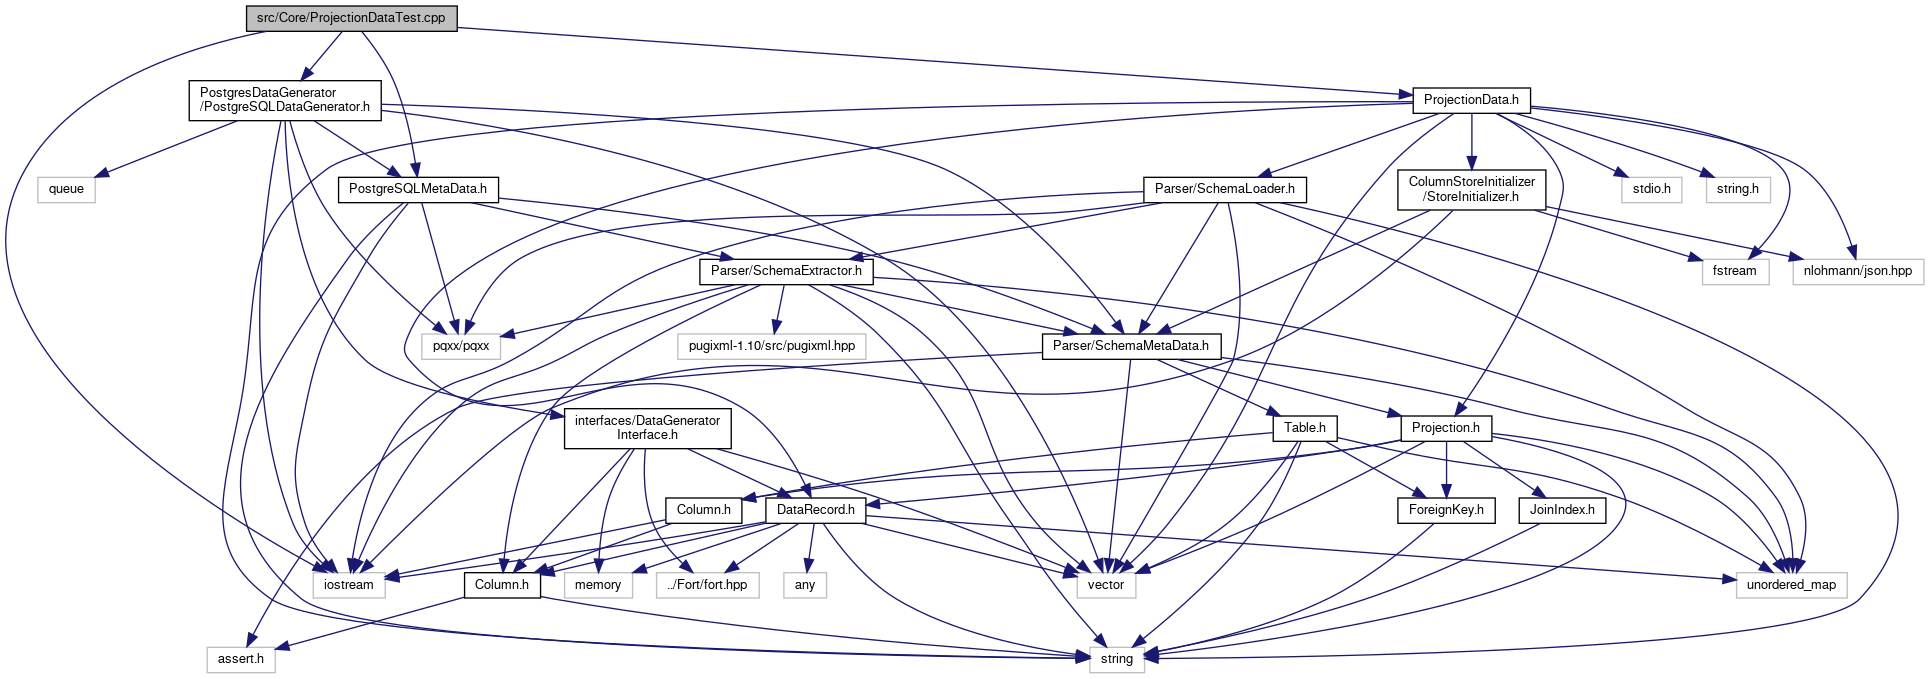 src/Core/ProjectionDataTest.cpp
PostgresDataGenerator
/PostgreSQLDataGenerator.h
ProjectionData.h
queue
PostgreSQLMetaData.h
Parser/SchemaLoader.h
ColumnStoreInitializer
/StoreInitializer.h
stdio.h
string.h
Parser/SchemaExtractor.h
fstream
nlohmann/json.hpp
pqxx/pqxx
pugixml-1.10/src/pugixml.hpp
Parser/SchemaMetaData.h
interfaces/DataGenerator
Interface.h
Table.h
Projection.h
Column.h
DataRecord.h
ForeignKey.h
JoinIndex.h
iostream
Column.h
memory
../Fort/fort.hpp
any
vector
unordered_map
assert.h
string